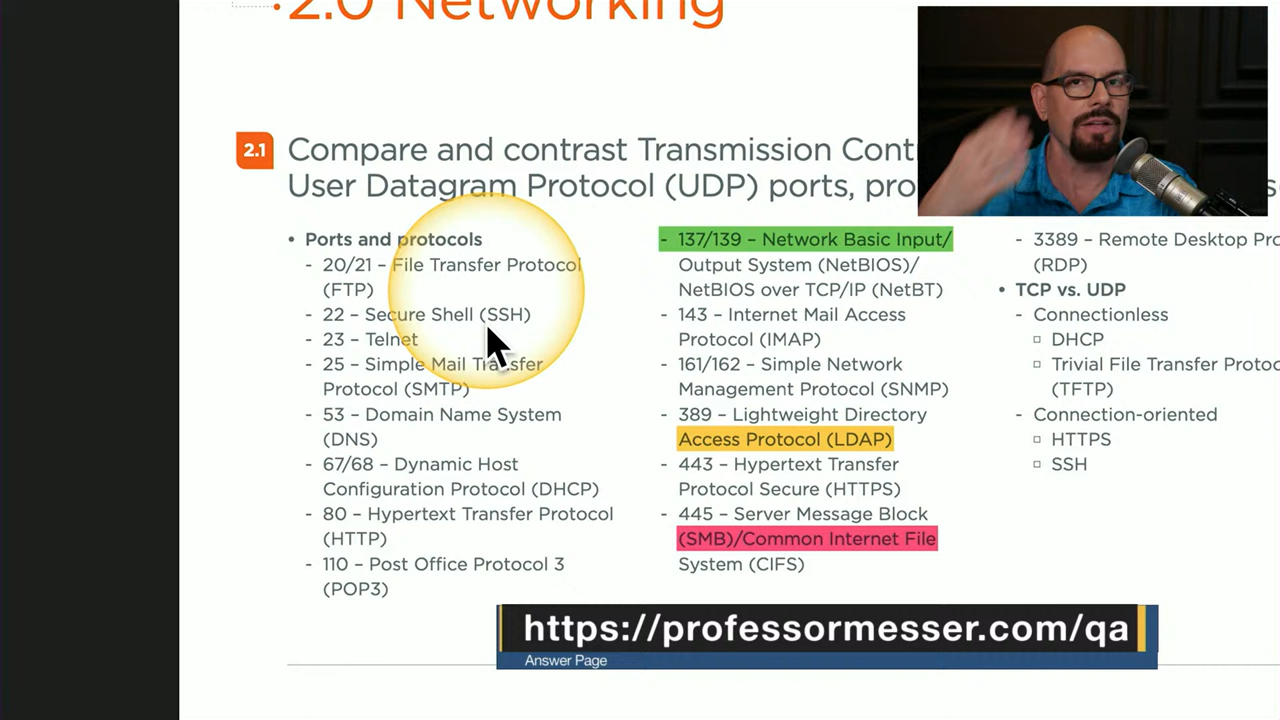 2.0 Networking
2.1
Compare and contrast Transmission
User Datagram Protocol (UDP) ports,
• Ports and protocols
- 20/21 – File Transfer Protocol
(FTP)
- 22 – Secure Shell (SSH)
- 23 – Telnet
- 25 – Simple Mail Transfer
Protocol (SMTP)
- 53 – Domain Name System
(DNS)
- 67/68 – Dynamic Host
Configuration Protocol (DHCP)
- 80 – Hypertext Transfer Protocol
(HTTP)
- 110 – Post Office Protocol 3
(POP3)
- 137/139 – Network Basic Input/
Output System (NetBIOS)/
NetBIOS over TCP/IP (NetBT)
- 143 – Internet Mail Access
Protocol (IMAP)
- 161/162 – Simple Network
Management Protocol (SNMP)
- 389 – Lightweight Directory
Access Protocol (LDAP)
- 443 – Hypertext Transfer
Protocol Secure (HTTPS)
- 445 – Server Message Block
(SMB)/Common Internet File
System (CIFS)
- 3389 – Remote Desktop
(RDP)
• TCP vs. UDP
- Connectionless
▫ DHCP
▫ Trivial File Transfer
(TFTP)
- Connection-oriented
▫ HTTPS
▫ SSH
https://professormesser.com/qa
Answer Page